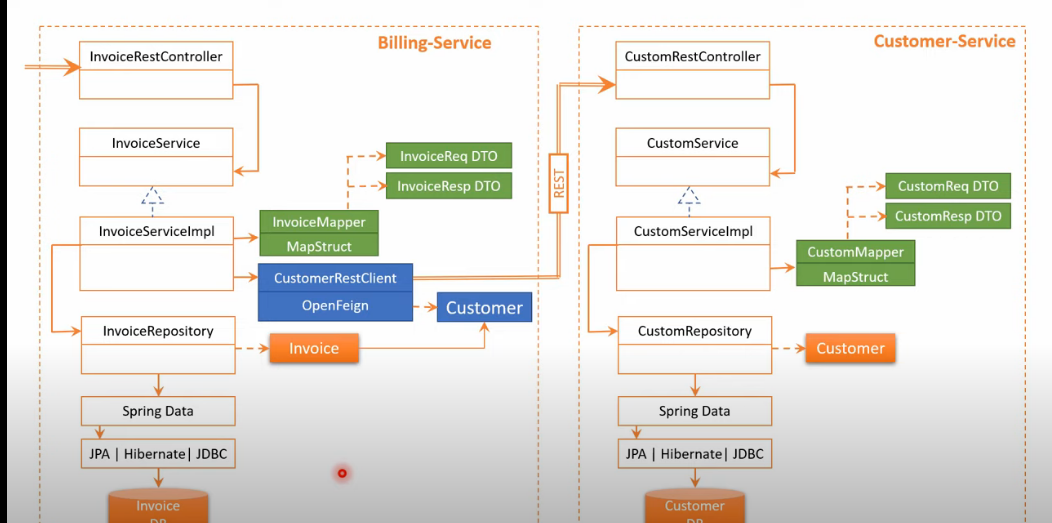 Billing-Service
InvoiceRestController
InvoiceService
InvoiceReq DTO
InvoiceResp DTO
InvoiceServiceImpl
InvoiceMapper
MapStruct
CustomerRestClient
OpenFeign
Customer
InvoiceRepository
Invoice
Spring Data
JPA | Hibernate| JDBC
Invoice
DB
REST
Customer-Service
CustomRestController
CustomService
CustomReq DTO
CustomResp DTO
CustomServiceImpl
CustomMapper
MapStruct
CustomRepository
Customer
Spring Data
JPA | Hibernate| JDBC
Customer
DB